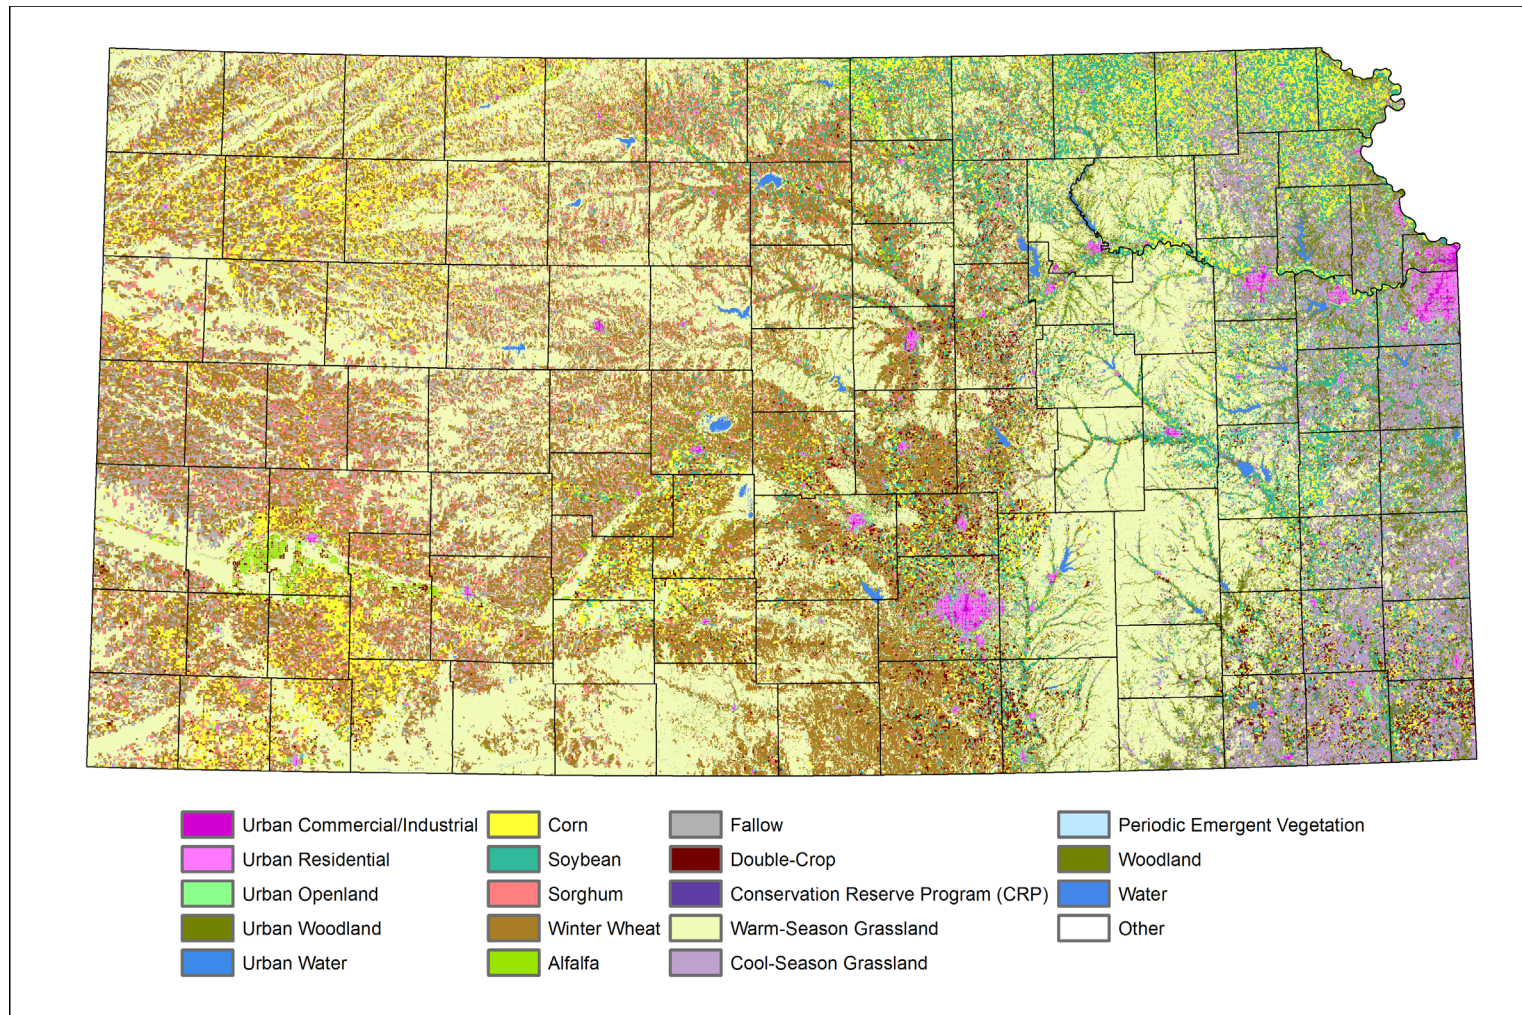 Urban Commercial/Industrial
Urban Residential
Urban Openland
Urban Woodland
Urban Water
Corn
Soybean
Sorghum
Winter Wheat
Alfalfa
Fallow
Double-Crop
Conservation Reserve Program (CRP)
Warm-Season Grassland
Cool-Season Grassland
Periodic Emergent Vegetation
Woodland
Water
Other